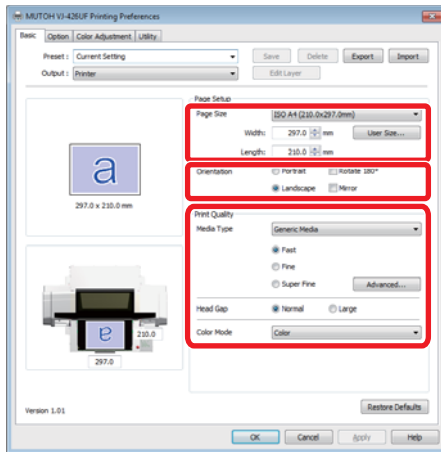 MUTOH VJ-426UF Printing Preferences
Basic Option Color Adjustment Utility
Preset : Current Setting Save Delete Export Import
Output : Printer Edit Layer
Page Setup
Page Size ISO A4 (210.0x297.0mm)
Width: 297.0 mm User Size...
Length: 210.0 mm
Orientation Portrait Rotate 180°
Landscape Mirror
a
297.0 x 210.0 mm
Print Quality
Media Type Generic Media
Fast
Fine
Super Fine Advanced...
Head Gap Normal Large
Color Mode Color
a
210.0
297.0
Version 1.01
Restore Defaults
OK Cancel Apply Help